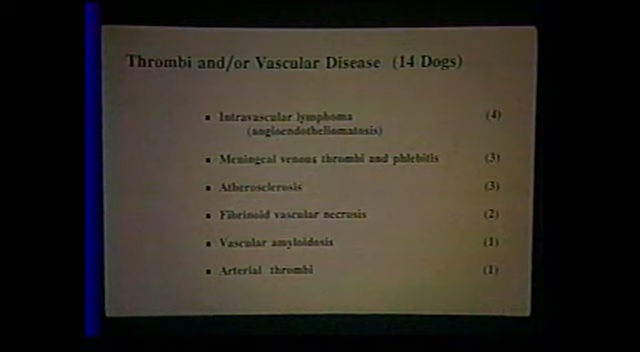 Thrombi and/or Vascular Disease (14 Dogs)
▪ Intravascular lymphoma (4)
(angioendotheliomatosis)
▪ Meningeal venous thrombi and phlebitis (3)
▪ Atherosclerosis (3)
▪ Fibrinoid vascular necrosis (2)
▪ Vascular amyloidosis (1)
▪ Arterial thrombi (1)